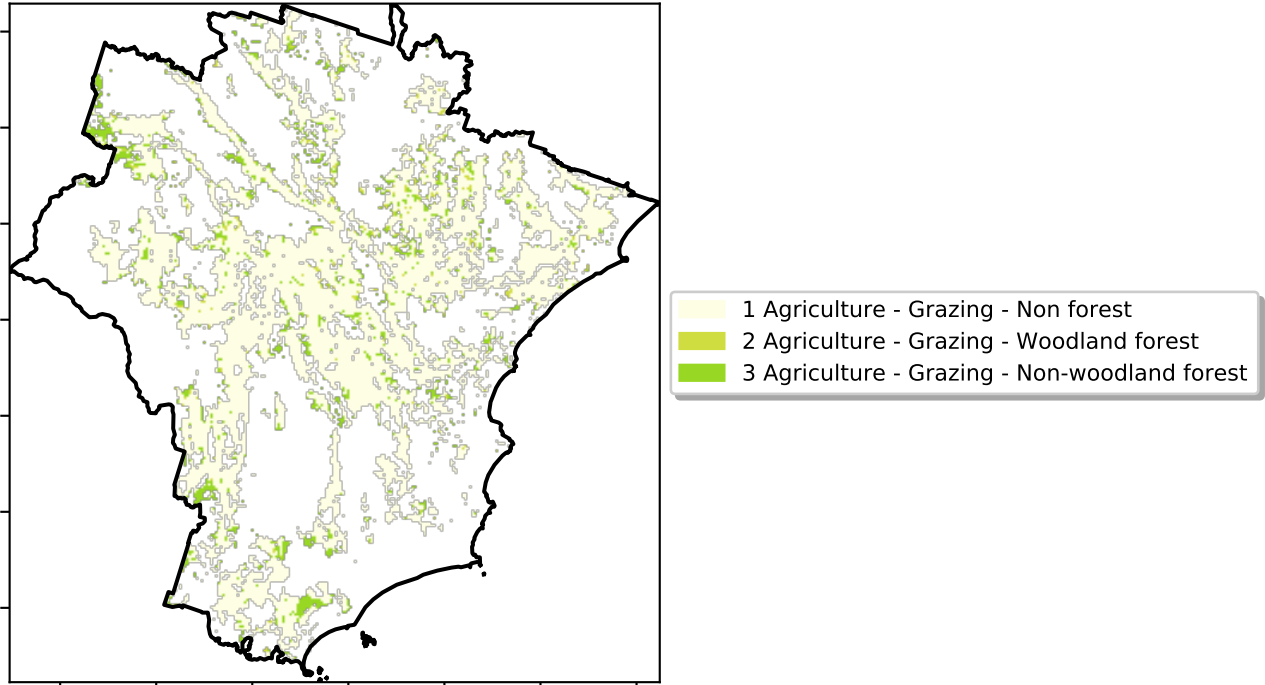 1 Agriculture - Grazing - Non forest
2 Agriculture - Grazing - Woodland forest
3 Agriculture - Grazing - Non-woodland forest